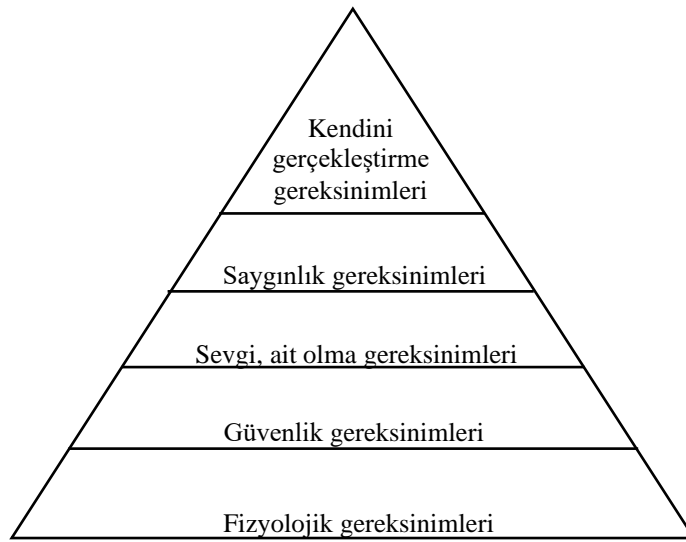 Kendini
gerçekleştirme
gereksinimleri
Saygınlık gereksinimleri
Sevgi, ait olma gereksinimleri
Güvenlik gereksinimleri
Fizyolojik gereksinimleri